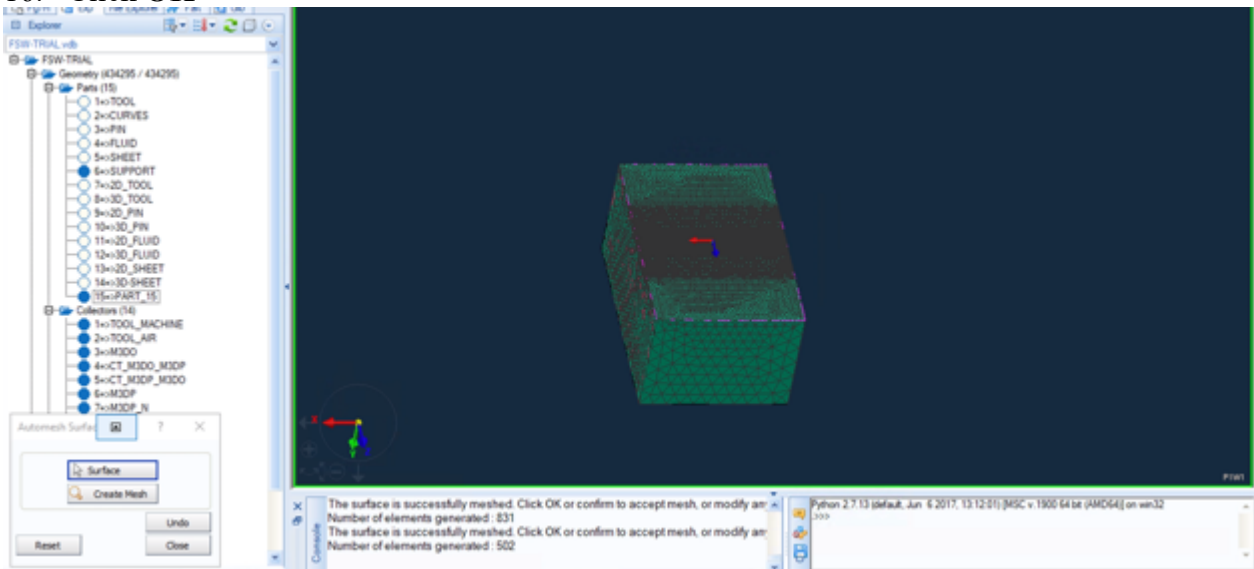 Explorer
FSW-TRIAL.vdb
FSW-TRIAL
Geometry (434295 / 434295)
Parts (15)
1=>TOOL
2=>CURVES
3=>PIN
4=>FLUID
5=>SHEET
6=>SUPPORT
7=>2D_TOOL
8=>3D_TOOL
9=>2D_PIN
10=>3D_PIN
11=>2D_FLUID
12=>3D_FLUID
13=>2D_SHEET
14=>3D-SHEET
15=>PART_15
Collectors (14)
1=>TOOL_MACHINE
2=>TOOL_AIR
3=>M3DO
4=>CT_M3DO_M3DP
5=>CT_M3DP_M3DO
6=>M3DP
7=>M3DP_N
Automesh Surfac ? ×
Surface
Create Mesh
Undo
Reset Close
X
Y
P1W1
Console
The surface is successfully meshed. Click OK or confirm to accept mesh, or modify any
Number of elements generated : 831
The surface is successfully meshed. Click OK or confirm to accept mesh, or modify any
Number of elements generated : 502
Python 2.7.13 (default, Jun 6 2017, 13:12:01) [MSC v.1900 64 bit (AMD64)] on win32
>>>